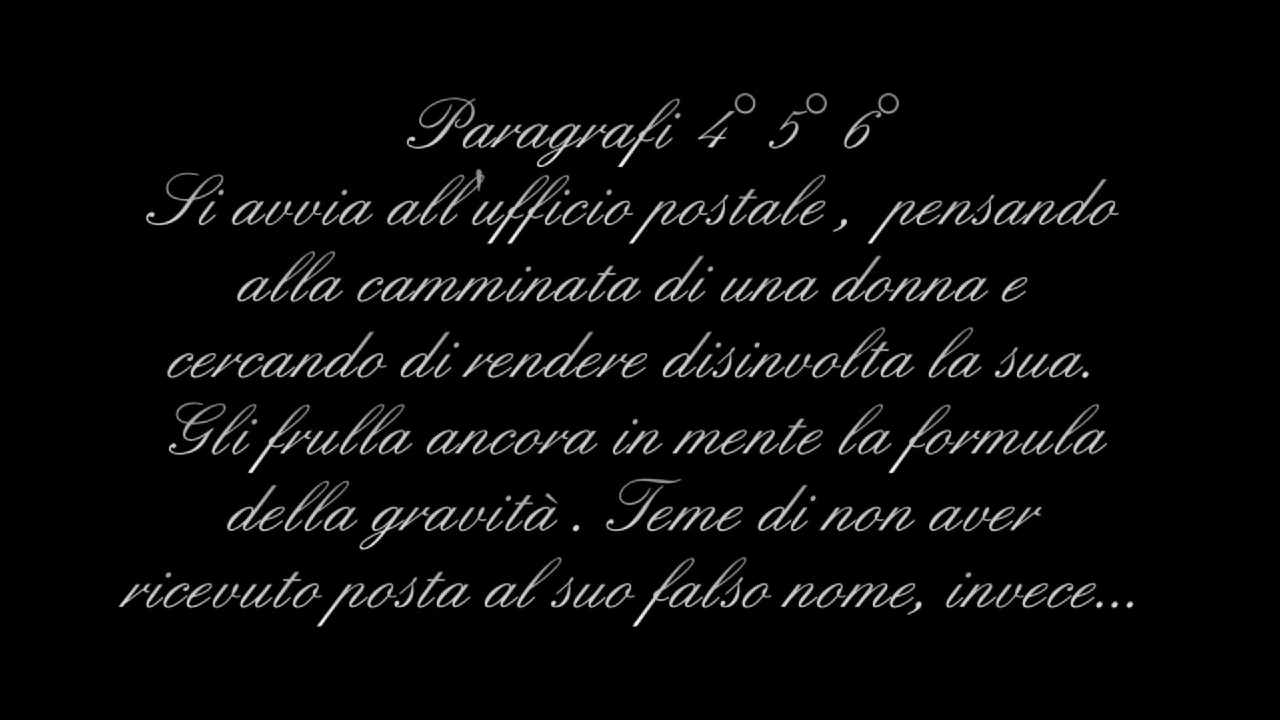 Paragrafi 4° 5° 6°
Si avvia all'ufficio postale , pensando
alla camminata di una donna e
cercando di rendere disinvolta la sua.
Gli frulla ancora in mente la formula
della gravità . Teme di non aver
ricevuto posta al suo falso nome, invece...